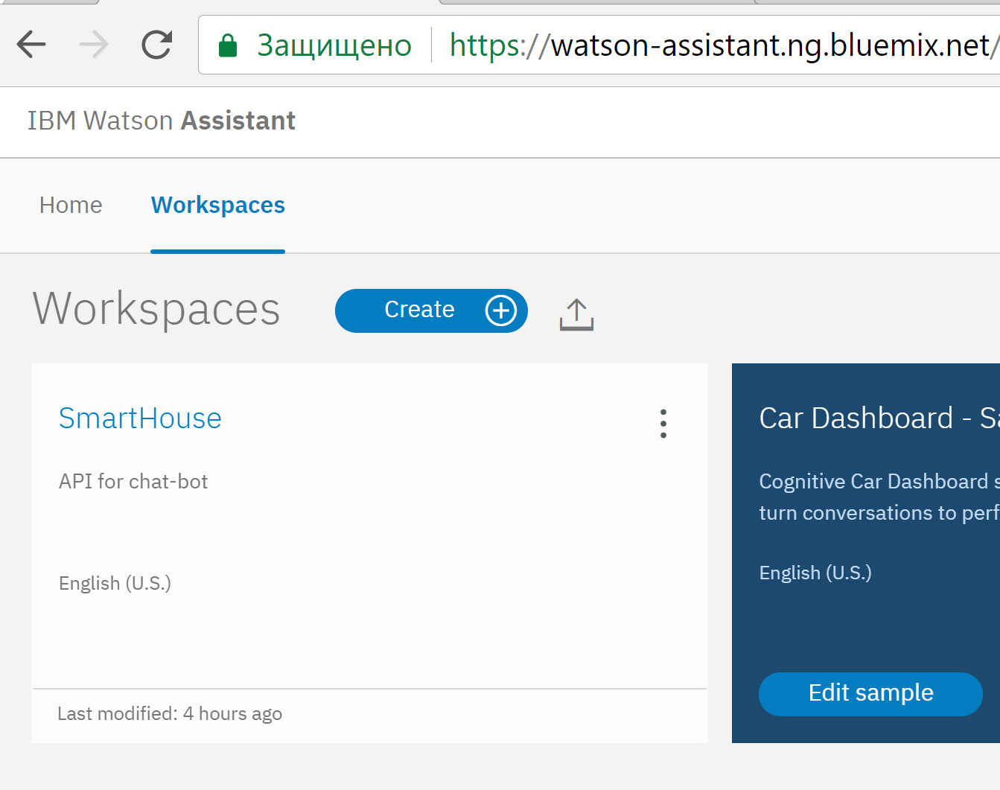 Защищено https://watson-assistant.ng.bluemix.net/
IBM Watson Assistant
Home Workspaces
Workspaces Create
SmartHouse
API for chat-bot
English (U.S.)
Last modified: 4 hours ago
Car Dashboard -
Cognitive Car Dashboard
turn conversations to
English (U.S.)
Edit sample